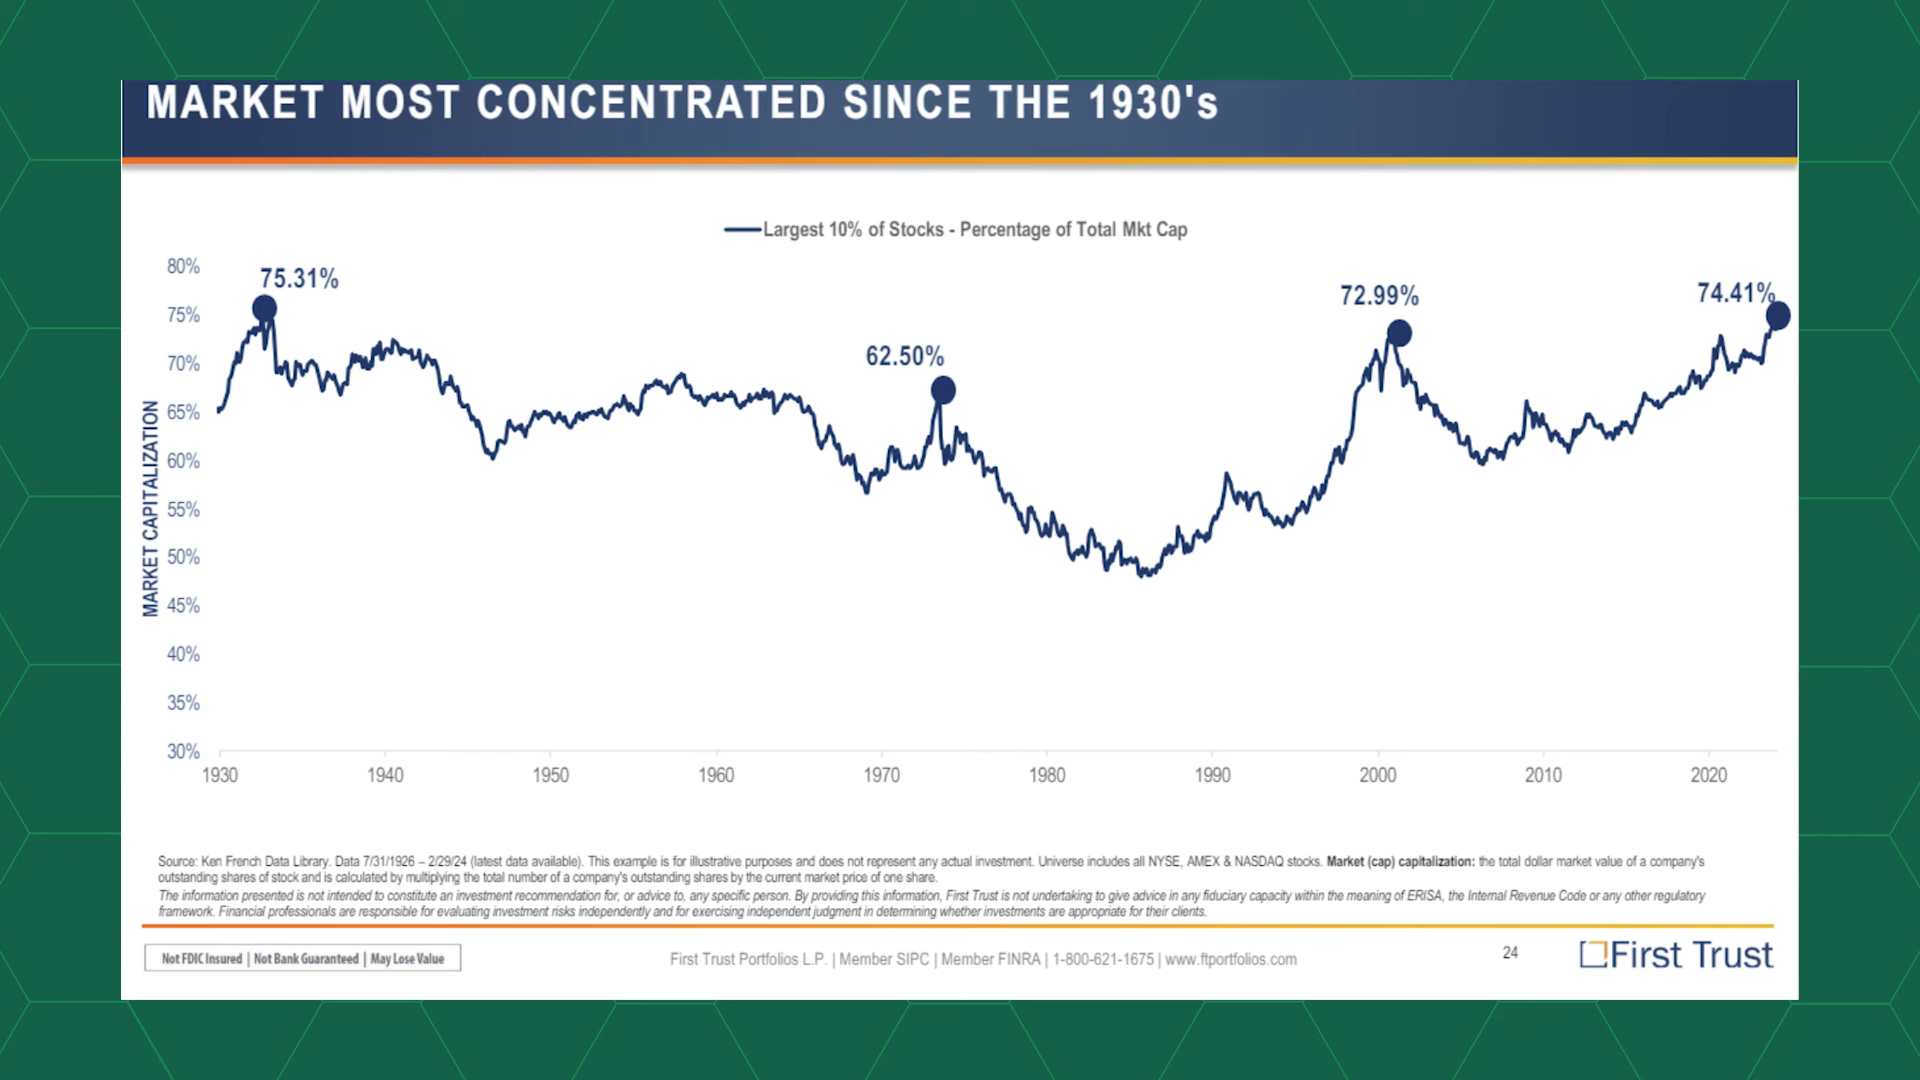 MARKET MOST CONCENTRATED SINCE THE 1930's
Largest 10% of Stocks - Percentage of Total Mkt Cap
80%
75%
70%
65%
60%
55%
50%
45%
40%
35%
30%
MARKET CAPITALIZATION
75.31%
62.50%
72.99%
74.41%
1930 1940 1950 1960 1970 1980 1990 2000 2010 2020
Source: Ken French Data Library. Data 7/31/1926 – 2/29/24 (latest data available). This example is for illustrative purposes and does not represent any actual investment. Universe includes all NYSE, AMEX & NASDAQ stocks. Market (cap) capitalization: the total dollar market value of a company's
outstanding shares of stock and is calculated by multiplying the total number of a company's outstanding shares by the current market price of one share.
The information presented is not intended to constitute an investment recommendation for, or advice to, any specific person. By providing this information, First Trust is not undertaking to give advice in any fiduciary capacity within the meaning of ERISA, the Internal Revenue Code or any other regulatory
framework. Financial professionals are responsible for evaluating investment risks independently and for exercising independent judgment in determining whether investments are appropriate for their clients.
Not FDIC Insured | Not Bank Guaranteed | May Lose Value
First Trust Portfolios L.P. | Member SIPC | Member FINRA | 1-800-621-1675 | www.ftportfolios.com
24
First Trust